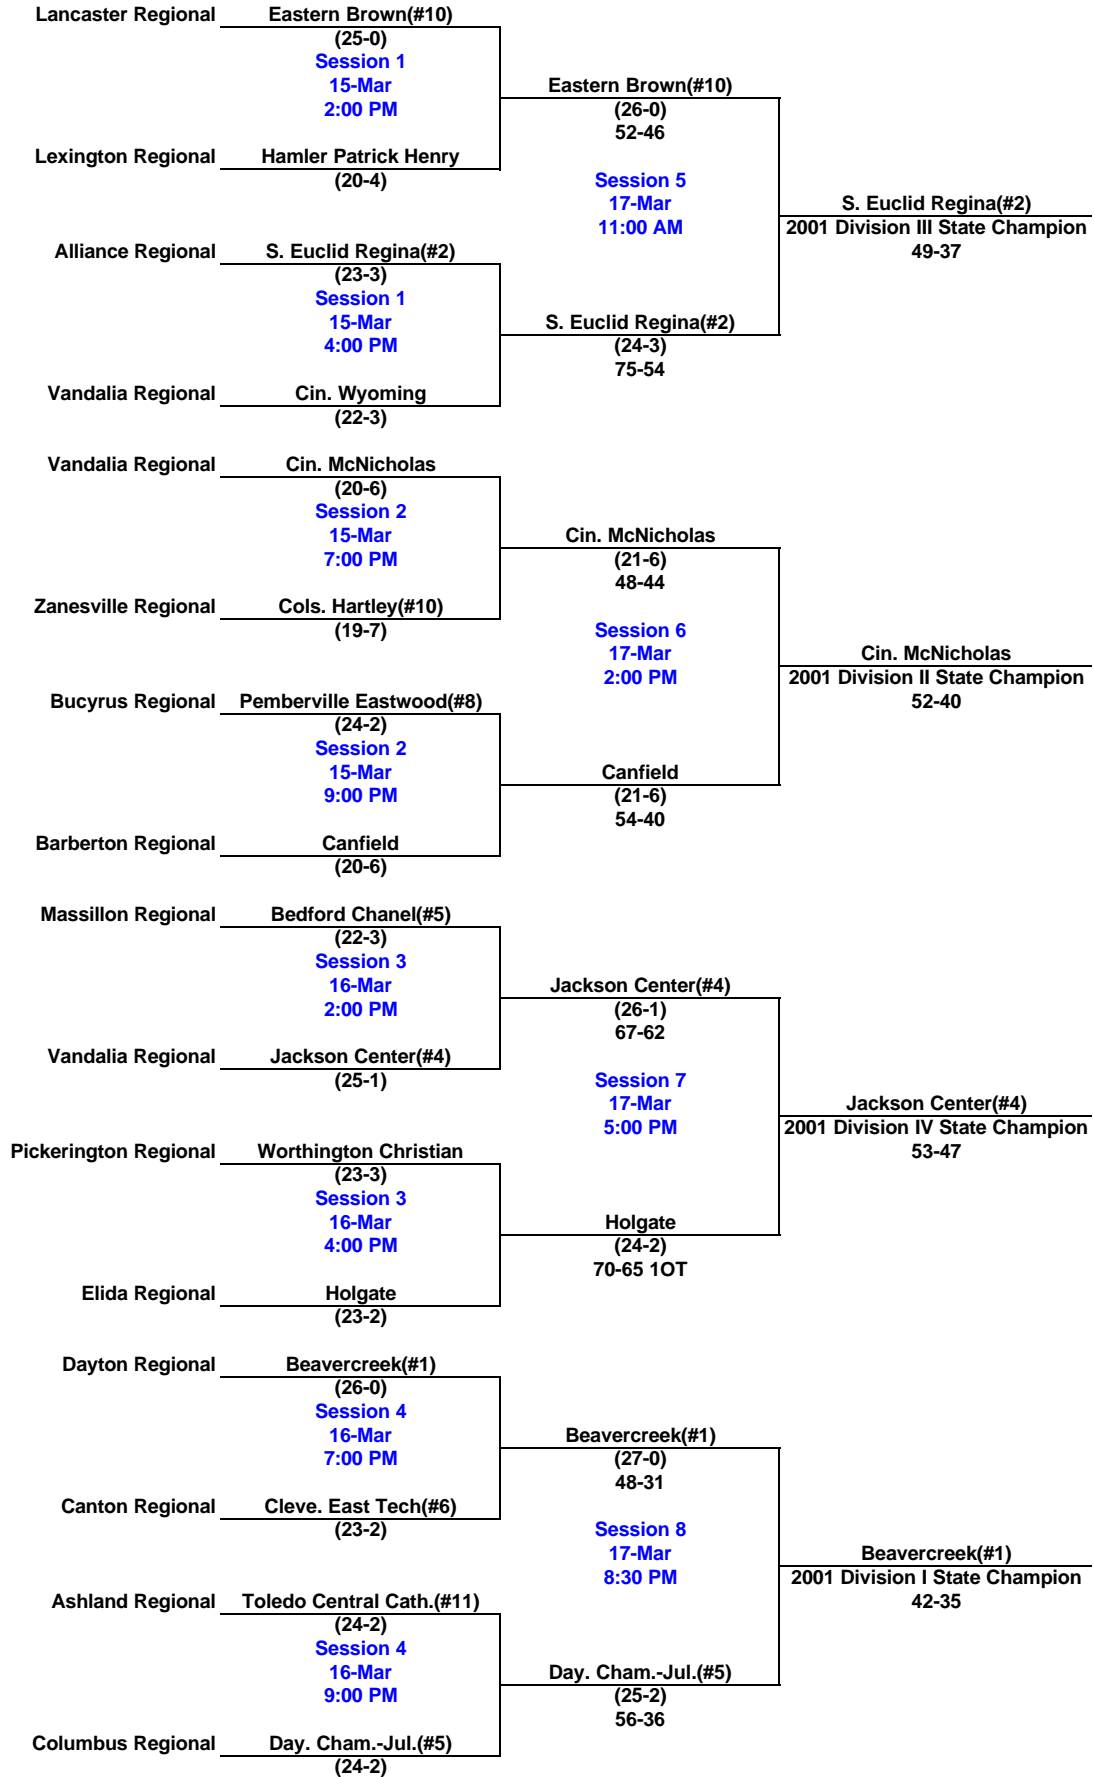 Lancaster Regional Eastern Brown(#10)
(25-0)
Session 1
15-Mar Eastern Brown(#10)
2:00 PM (26-0)
52-46
Lexington Regional Hamler Patrick Henry
(20-4) Session 5
17-Mar S. Euclid Regina(#2)
11:00 AM 2001 Division III State Champion
Alliance Regional S. Euclid Regina(#2) 49-37
(23-3)
Session 1
15-Mar S. Euclid Regina(#2)
4:00 PM (24-3)
75-54
Vandalia Regional Cin. Wyoming
(22-3)
Vandalia Regional Cin. McNicholas
(20-6)
Session 2
15-Mar Cin. McNicholas
7:00 PM (21-6)
48-44
Zanesville Regional Cols. Hartley(#10)
(19-7) Session 6
17-Mar Cin. McNicholas
2:00 PM 2001 Division II State Champion
Bucyrus Regional Pemberville Eastwood(#8) 52-40
(24-2)
Session 2
15-Mar Canfield
9:00 PM (21-6)
54-40
Barberton Regional Canfield
(20-6)
Massillon Regional Bedford Chanel(#5)
(22-3)
Session 3
16-Mar Jackson Center(#4)
2:00 PM (26-1)
67-62
Vandalia Regional Jackson Center(#4)
(25-1) Session 7
17-Mar Jackson Center(#4)
5:00 PM 2001 Division IV State Champion
Pickerington Regional Worthington Christian 53-47
(23-3)
Session 3
16-Mar Holgate
4:00 PM (24-2)
70-65 1OT
Elida Regional Holgate
(23-2)
Dayton Regional Beavercreek(#1)
(26-0)
Session 4
16-Mar Beavercreek(#1)
7:00 PM (27-0)
48-31
Canton Regional Cleve. East Tech(#6)
(23-2) Session 8
17-Mar Beavercreek(#1)
8:30 PM 2001 Division I State Champion
Ashland Regional Toledo Central Cath.(#11) 42-35
(24-2)
Session 4
16-Mar Day. Cham.-Jul.(#5)
9:00 PM (25-2)
56-36
Columbus Regional Day. Cham.-Jul.(#5)
(24-2)